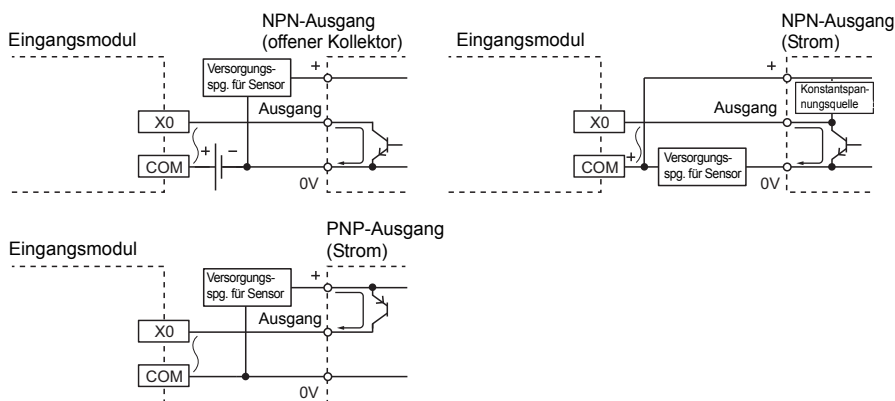 NPN-Ausgang
(offener Kollektor)
Eingangsmodul
Versorgungs-
spg. für Sensor
+
Ausgang
X0
+
−
COM
0V
NPN-Ausgang
(Strom)
Eingangsmodul
+
Konstantspan-
nungsquelle
Ausgang
X0
COM
+
Versorgungs-
spg. für Sensor
0V
PNP-Ausgang
(Strom)
Eingangsmodul
Versorgungs-
spg. für Sensor
+
Ausgang
X0
COM
0V